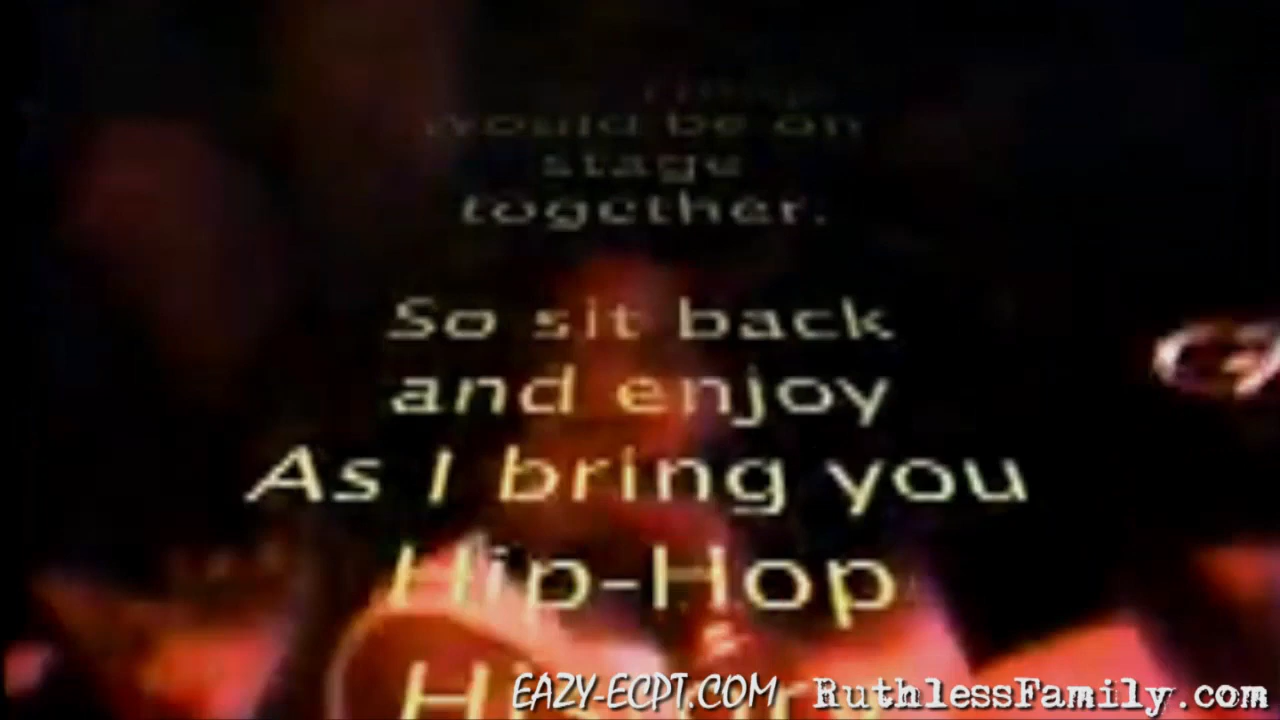 would be on
stage
together.
So sit back
and enjoy
As I bring you
Hip-Hop
History
EAZY-ECPT.COM RuthlessFamily.com